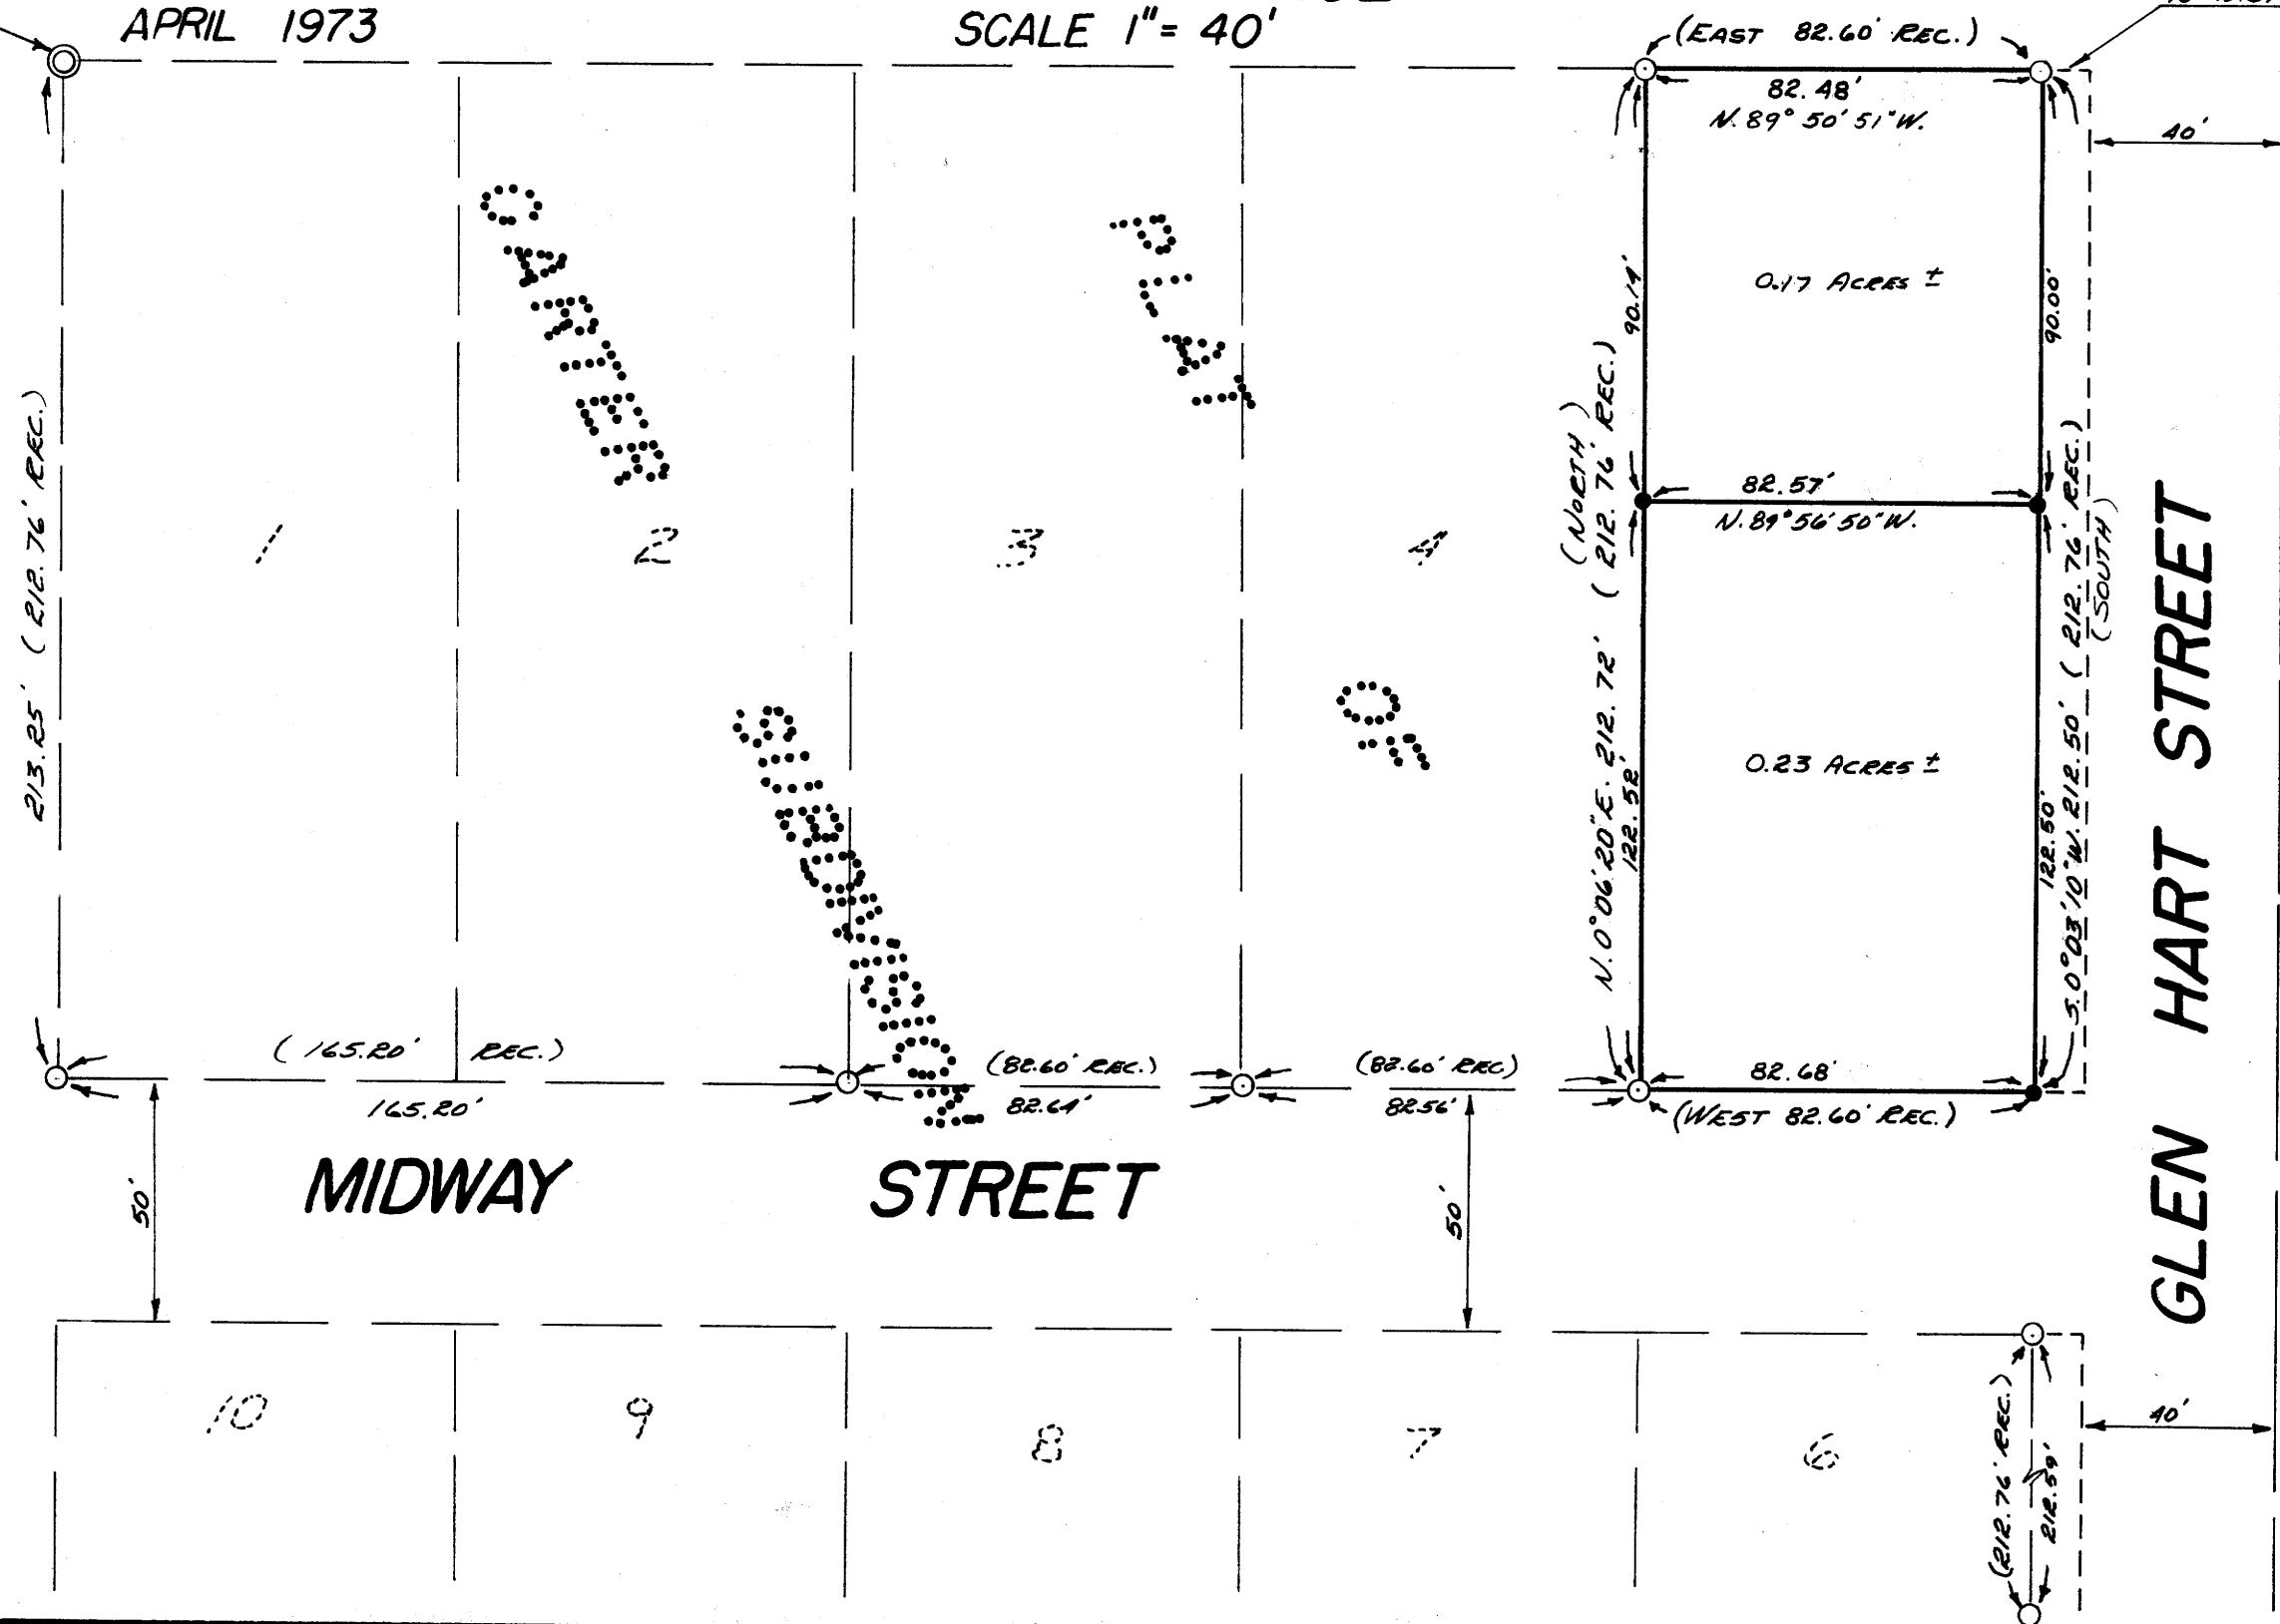 APRIL 1973
SCALE 1" = 40'
(EAST 82.60' REC.)
82.48'
N. 89° 50' 51" W.
40'
CARTER
PLAT
OF
SUBDIVISION
213.25' (212.76' REC.)
1
2
3
4
(NORTH)
(212.76' REC.)
N. 0° 06' 20" E. 212.72'
90.14'
0.17 ACRES ±
90.00'
82.57'
N. 89° 56' 50" W.
122.52'
0.23 ACRES ±
122.50'
S. 0° 03' 10" W. 212.50' (212.76' REC.)
(SOUTH)
GLEN HART STREET
(165.20' REC.)
165.20'
(82.60' REC.)
82.64'
(82.60' REC)
82.56'
82.68'
(WEST 82.60' REC.)
MIDWAY STREET
50'
50'
10
9
8
7
6
(212.76' REC.)
212.59'
40'